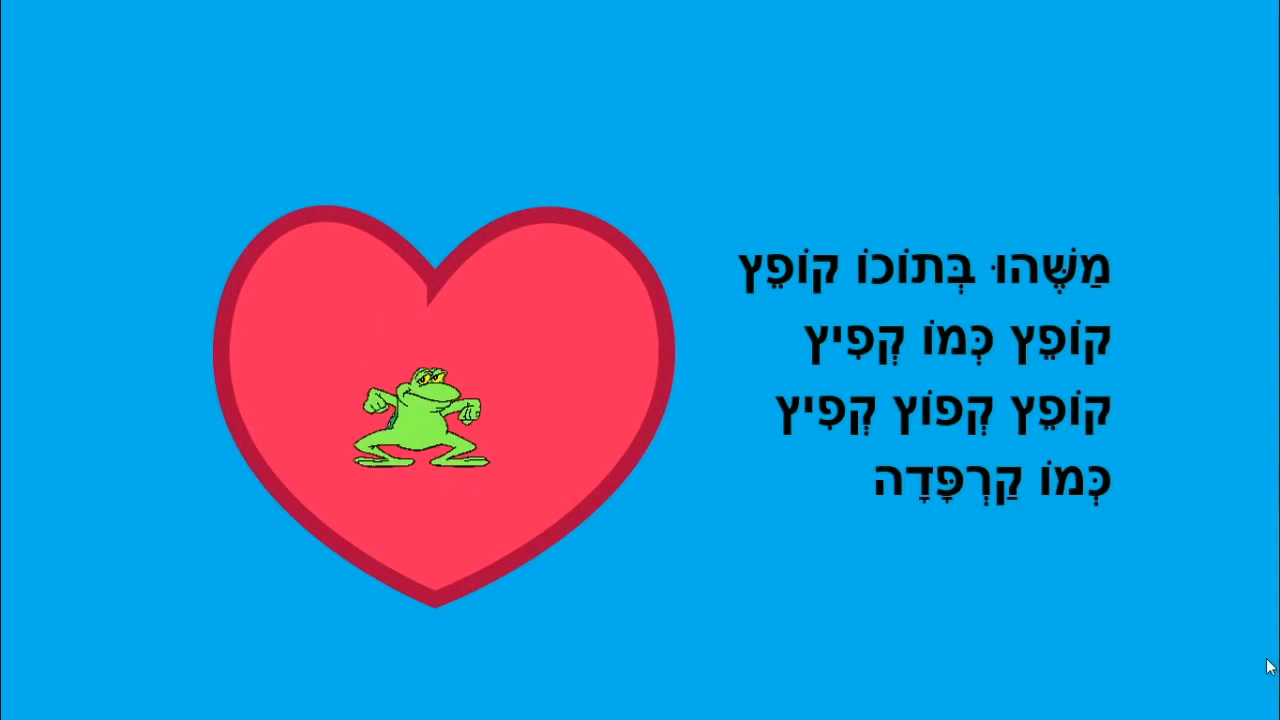 מַשֶּׁהוּ בְּתוֹכוֹ קוֹפֵץ
קוֹפֵץ כְּמוֹ קְפִיץ
קוֹפֵץ קְפוֹץ קְפִיץ
כְּמוֹ קַרְפָּדָה